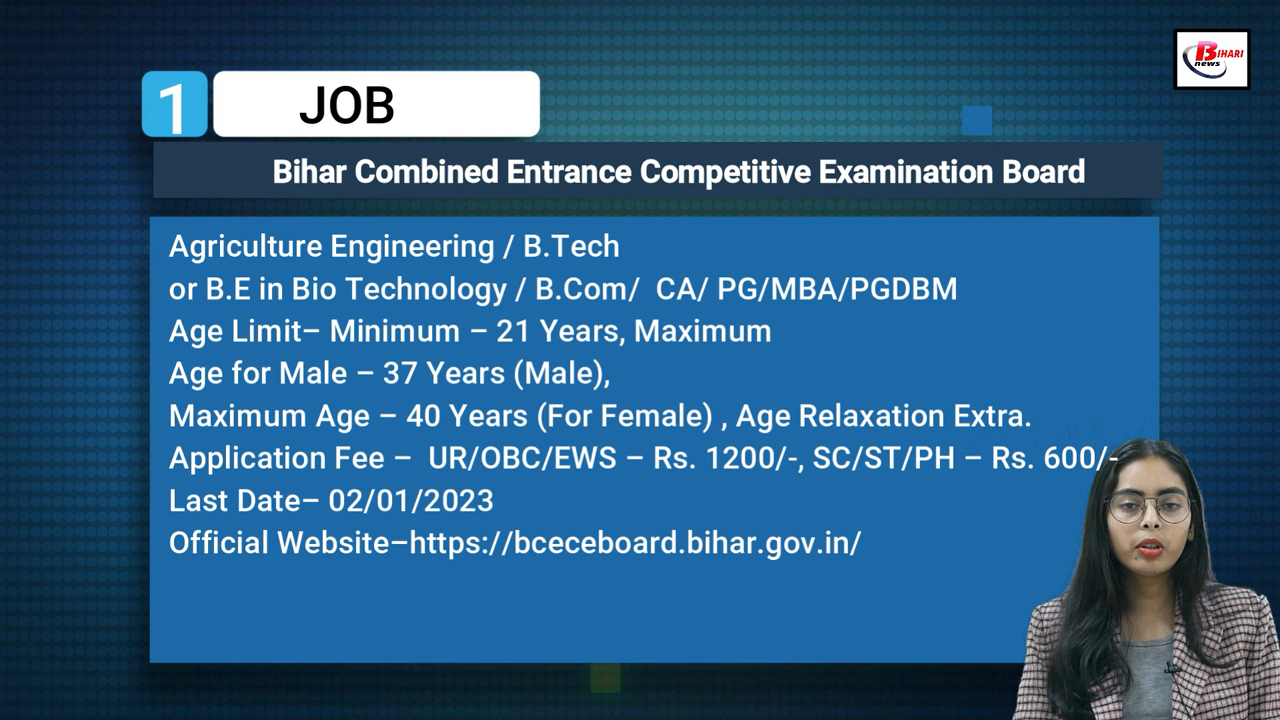 BIHARI
news
1
JOB
Bihar Combined Entrance Competitive Examination Board
Agriculture Engineering / B.Tech
or B.E in Bio Technology / B.Com/ CA/ PG/MBA/PGDBM
Age Limit– Minimum – 21 Years, Maximum
Age for Male – 37 Years (Male),
Maximum Age – 40 Years (For Female) , Age Relaxation Extra.
Application Fee – UR/OBC/EWS – Rs. 1200/-, SC/ST/PH – Rs. 600/-
Last Date– 02/01/2023
Official Website–https://bceceboard.bihar.gov.in/